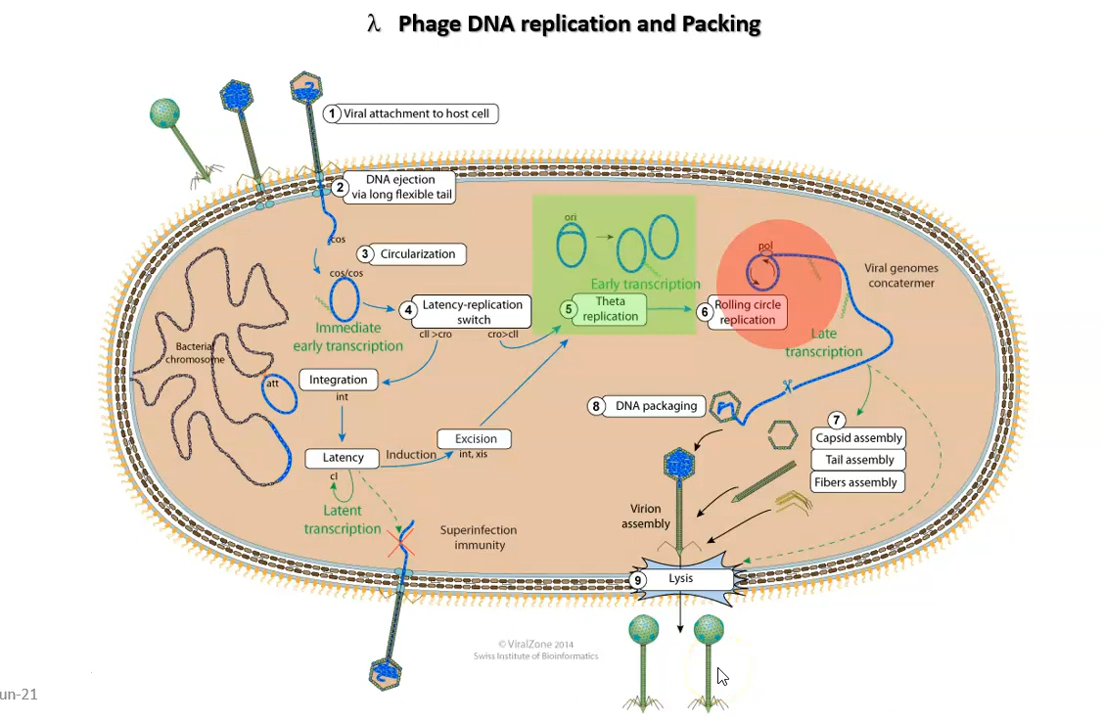 λ Phage DNA replication and Packing
1 Viral attachment to host cell
2 DNA ejection
via long flexible tail
cos
3 Circularization
cos/cos
Immediate
early transcription
4 Latency-replication
switch
cll >cro cro>cll
ori
Early transcription
5 Theta
replication
pol
6 Rolling circle
replication
Viral genomes
concatermer
Late
transcription
Bacterial
chromosome
att
Integration
int
Latency
cl
Latent
transcription
Induction
Excision
int, xis
Superinfection
immunity
8 DNA packaging
7
Capsid assembly
Tail assembly
Fibers assembly
Virion
assembly
9 Lysis
© ViralZone 2014
Swiss Institute of Bioinformatics
un-21